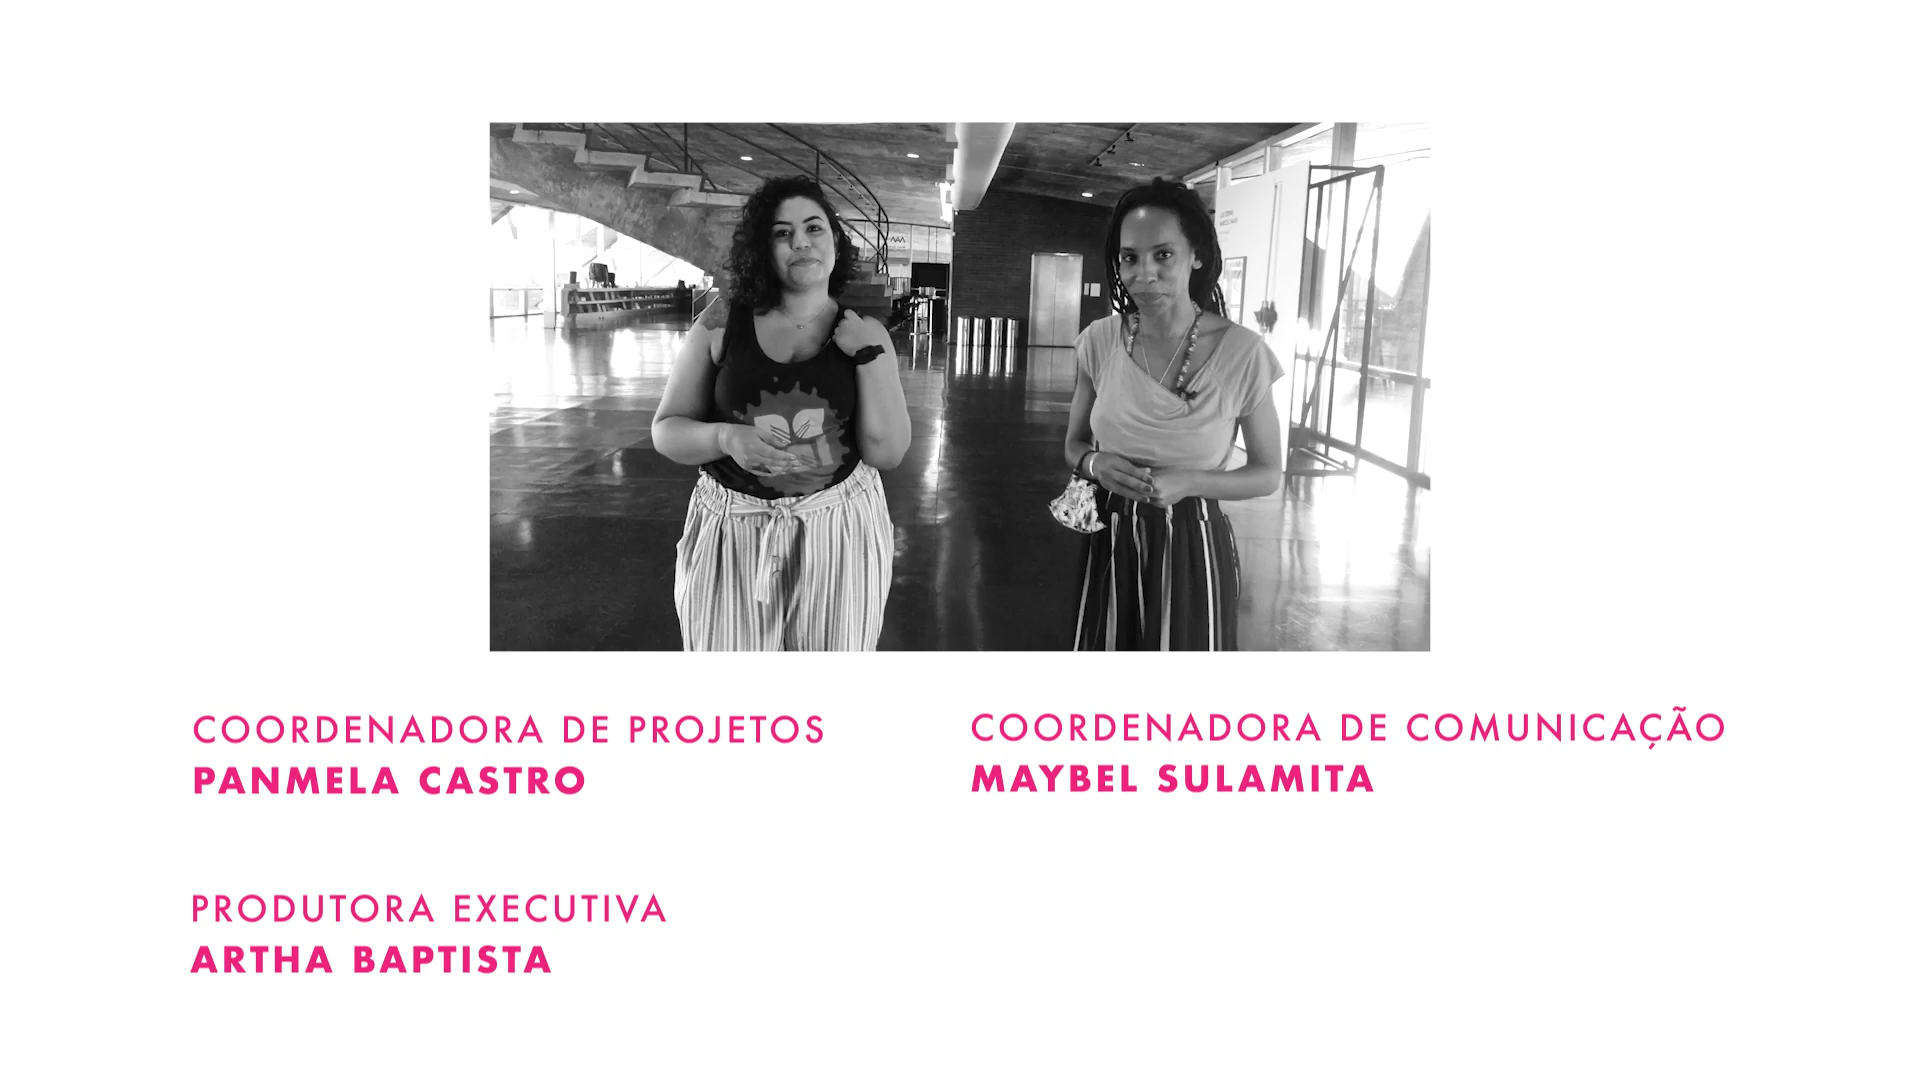 COORDENADORA DE PROJETOS
PANMELA CASTRO
COORDENADORA DE COMUNICAÇÃO
MAYBEL SULAMITA
PRODUTORA EXECUTIVA
ARTHA BAPTISTA